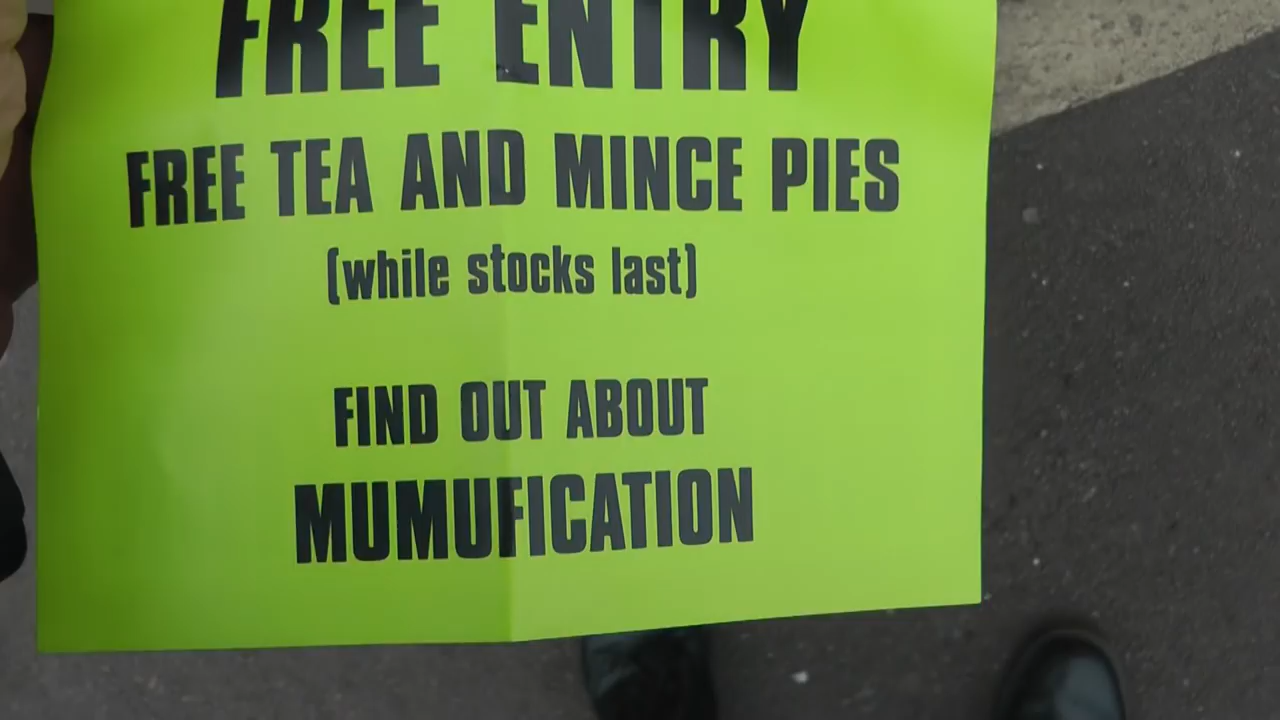 FREE ENTRY
FREE TEA AND MINCE PIES
(while stocks last)
FIND OUT ABOUT
MUMUFICATION